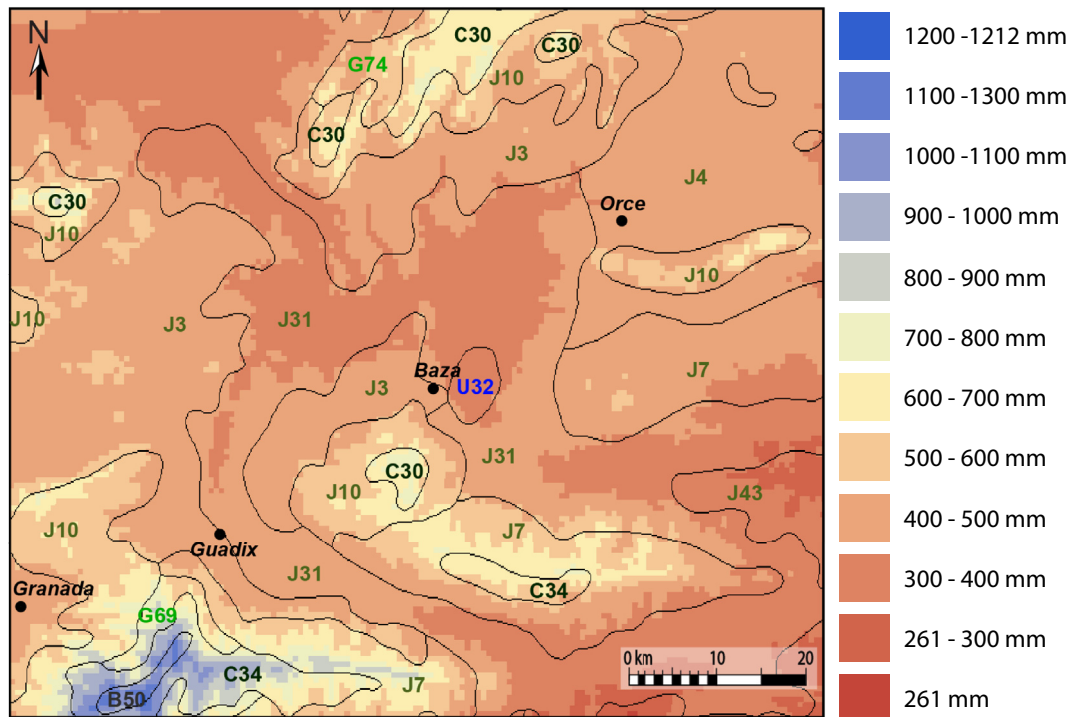 N
C30
C30
G74
J10
C30
J3
J4
C30
Orce
J10
J10
J10
J3
J31
Baza
J3
U32
J7
J31
C30
J10
J43
J10
J7
Guadix
J31
Granada
C34
G69
C34
J7
B50
0 km 10 20
1200 -1212 mm
1100 -1300 mm
1000 -1100 mm
900 - 1000 mm
800 - 900 mm
700 - 800 mm
600 - 700 mm
500 - 600 mm
400 - 500 mm
300 - 400 mm
261 - 300 mm
261 mm